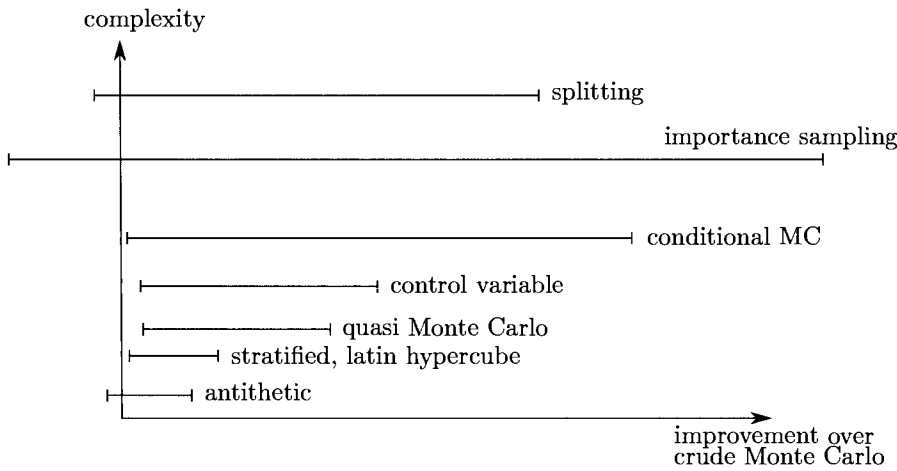 complexity
splitting
importance sampling
conditional MC
control variable
quasi Monte Carlo
stratified, latin hypercube
antithetic
improvement over
crude Monte Carlo